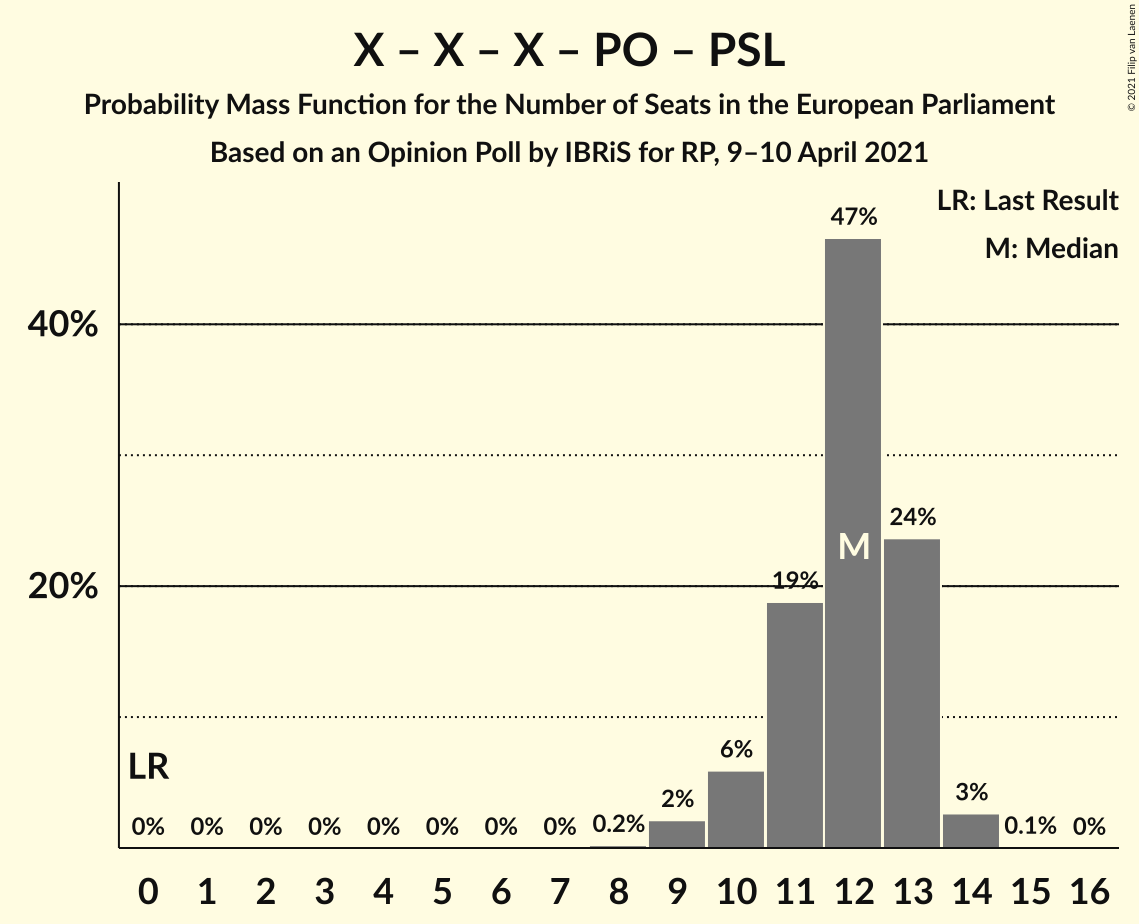 X – X – X – PO – PSL
Probability Mass Function for the Number of Seats in the European Parliament
Based on an Opinion Poll by IBRiS for RP, 9–10 April 2021
© 2021 Filip van Laenen
LR: Last Result
M: Median
47%
40%
24%
M
20%
19%
LR
6%
2%
3%
0% 0% 0% 0% 0% 0% 0% 0% 0.2% 0.1% 0%
0 1 2 3 4 5 6 7 8 9 10 11 12 13 14 15 16